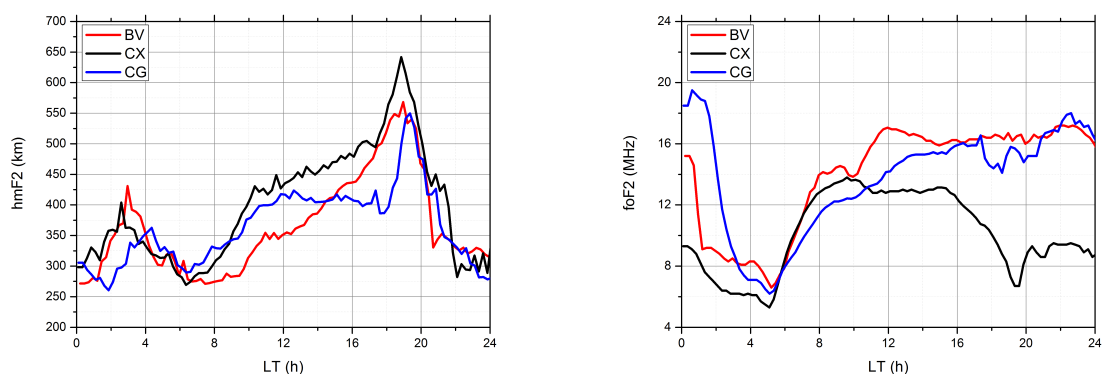 700
650
600
550
500
450
400
350
300
250
200
hmF2 (km)
BV
CX
CG
0 4 8 12 16 20 24
LT (h)
24
20
16
12
8
4
foF2 (MHz)
BV
CX
CG
0 4 8 12 16 20 24
LT (h)